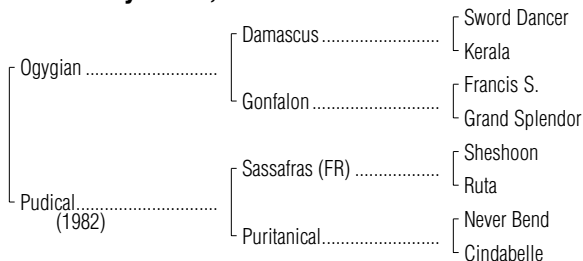 Sword Dancer
Damascus ........................
Kerala
Ogygian ...........................
Francis S.
Gonfalon .........................
Grand Splendor
Sheshoon
Sassafras (FR) .................
Ruta
Pudical.............................
(1982)
Never Bend
Puritanical........................
Cindabelle